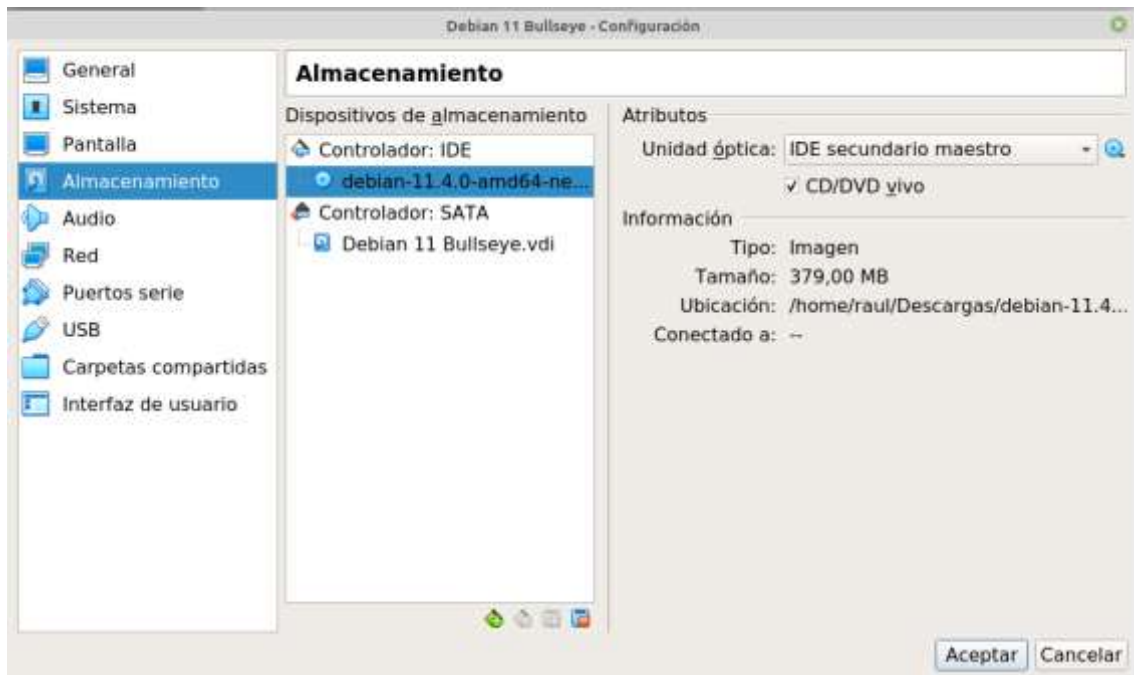 Debian 11 Bullseye - Configuración
General
Sistema
Pantalla
Almacenamiento
Audio
Red
Puertos serie
USB
Carpetas compartidas
Interfaz de usuario
Almacenamiento
Dispositivos de almacenamiento
Controlador: IDE
debian-11.4.0-amd64-ne...
Controlador: SATA
Debian 11 Bullseye.vdi
Atributos
Unidad óptica: IDE secundario maestro
✓ CD/DVD vivo
Información
Tipo: Imagen
Tamaño: 379,00 MB
Ubicación: /home/raul/Descargas/debian-11.4...
Conectado a: --
Aceptar Cancelar